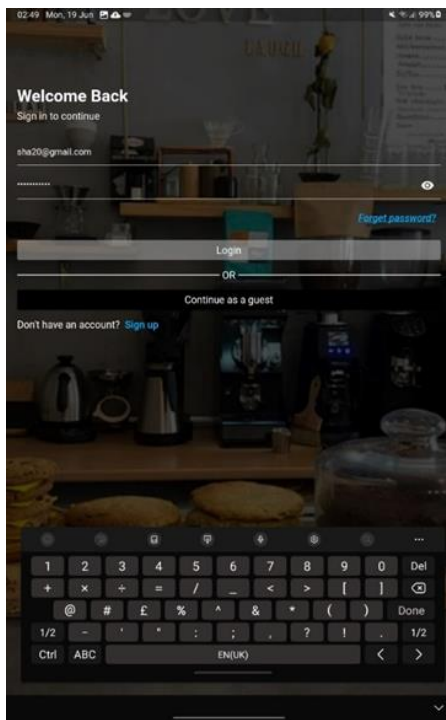 02:49 Mon, 19 Jun
99%
LOVE
Welcome Back
Sign in to continue
sha20@gmail.com
Forget password?
Login
OR
Continue as a guest
Don't have an account? Sign up
1 2 3 4 5 6 7 8 9 0 Del
+ × ÷ = / _ < > [ ]
@ # £ % ^ & * ( ) Done
1/2 - ' " : ; , ? ! . 1/2
Ctrl ABC EN(UK) < >